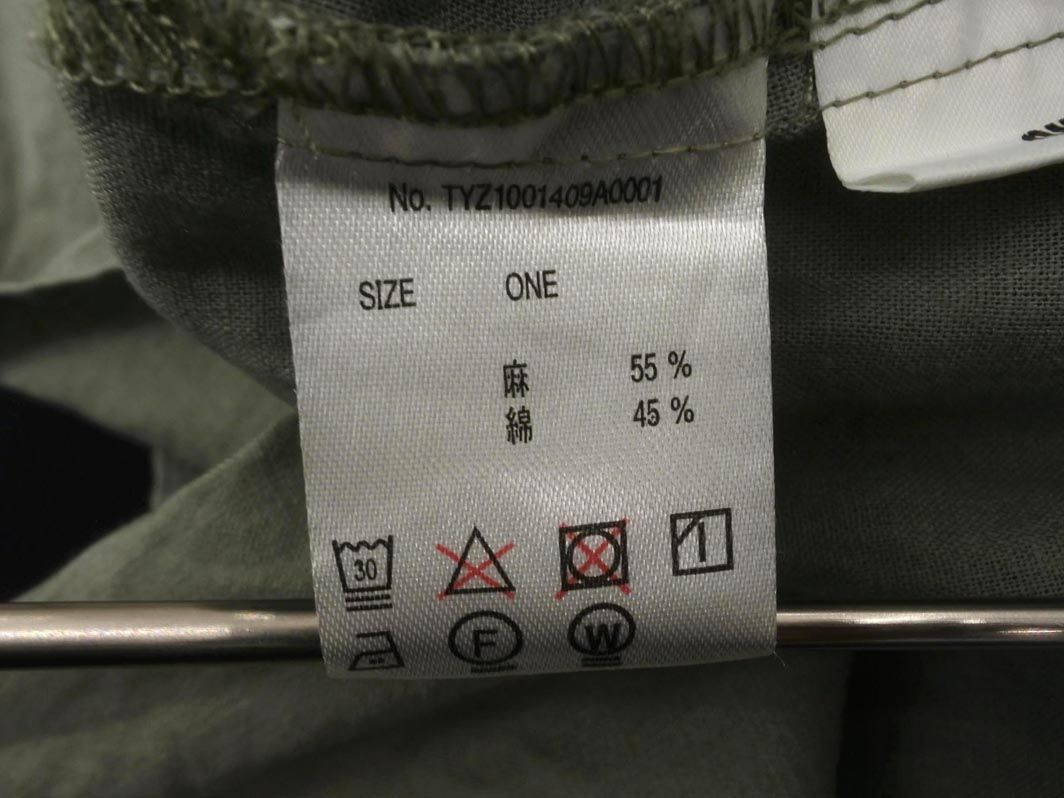 No. TYZ1001409A0001
SIZE ONE
麻 55 %
綿 45 %
30
F W